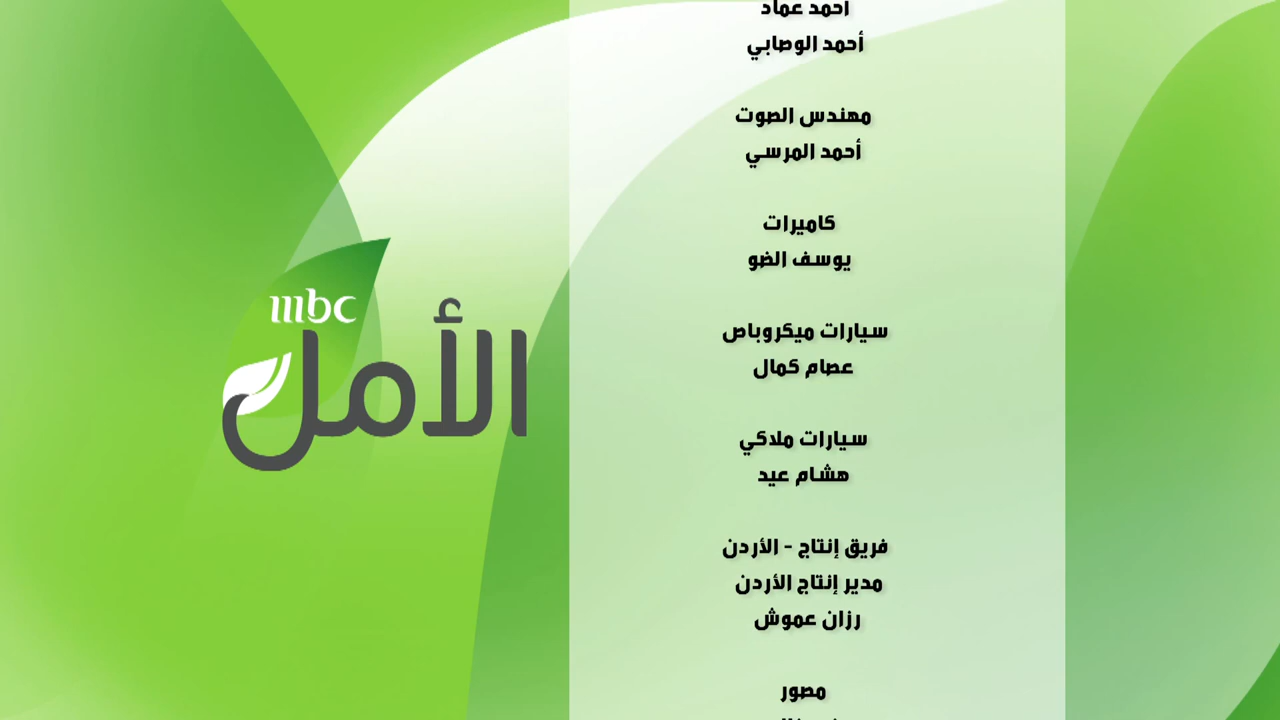 mbc
الأمل
أحمد عماد
أحمد الوصابي
مهندس الصوت
أحمد المرسي
كاميرات
يوسف الضو
سيارات ميكروباص
عصام كمال
سيارات ملاكي
هشام عيد
فريق إنتاج - الأردن
مدير إنتاج الأردن
رزان عموش
مصور